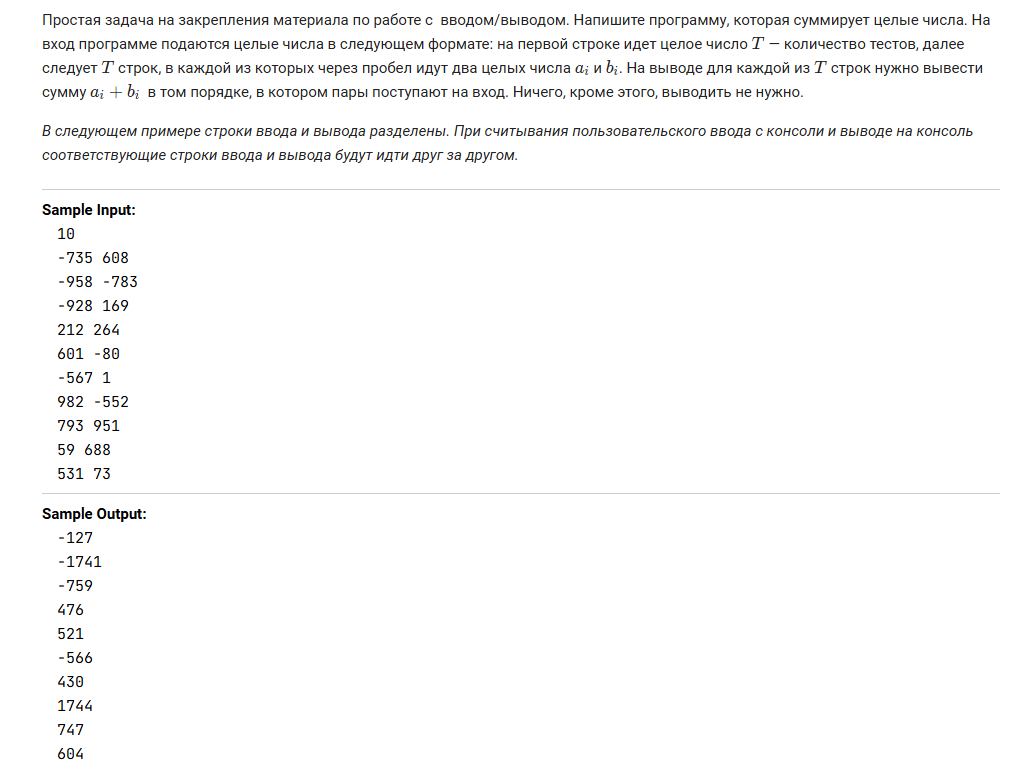 Простая задача на закрепления материала по работе с вводом/выводом. Напишите программу, которая суммирует целые числа. На
вход программе подаются целые числа в следующем формате: на первой строке идет целое число T — количество тестов, далее
следует T строк, в каждой из которых через пробел идут два целых числа aᵢ и bᵢ. На выводе для каждой из T строк нужно вывести
сумму aᵢ + bᵢ в том порядке, в котором пары поступают на вход. Ничего, кроме этого, выводить не нужно.
В следующем примере строки ввода и вывода разделены. При считывания пользовательского ввода с консоли и выводе на консоль
соответствующие строки ввода и вывода будут идти друг за другом.
Sample Input:
10
-735 608
-958 -783
-928 169
212 264
601 -80
-567 1
982 -552
793 951
59 688
531 73
Sample Output:
-127
-1741
-759
476
521
-566
430
1744
747
604